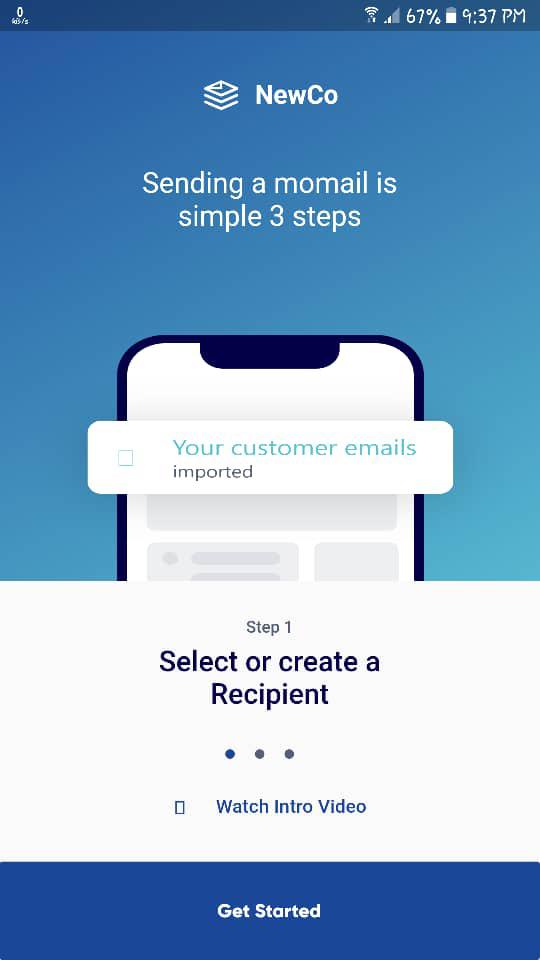 0
kB/s
67% 9:37 PM
NewCo
Sending a momail is
simple 3 steps
Your customer emails
imported
Step 1
Select or create a
Recipient
Watch Intro Video
Get Started